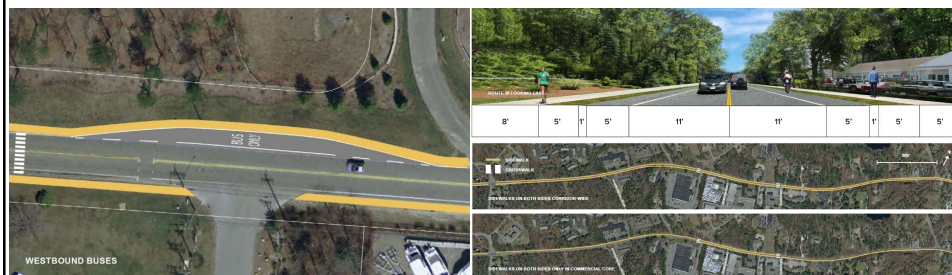 BUS
ONLY
WESTBOUND BUSES
ROUTE 28 LOOKING EAST
8'
5'
1'
5'
11'
11'
5'
1'
5'
5'
SIDEWALK
CROSSWALK
SIDEWALKS ON BOTH SIDES CORRIDOR-WIDE
SIDEWALKS ON BOTH SIDES ONLY IN COMMERCIAL CORE